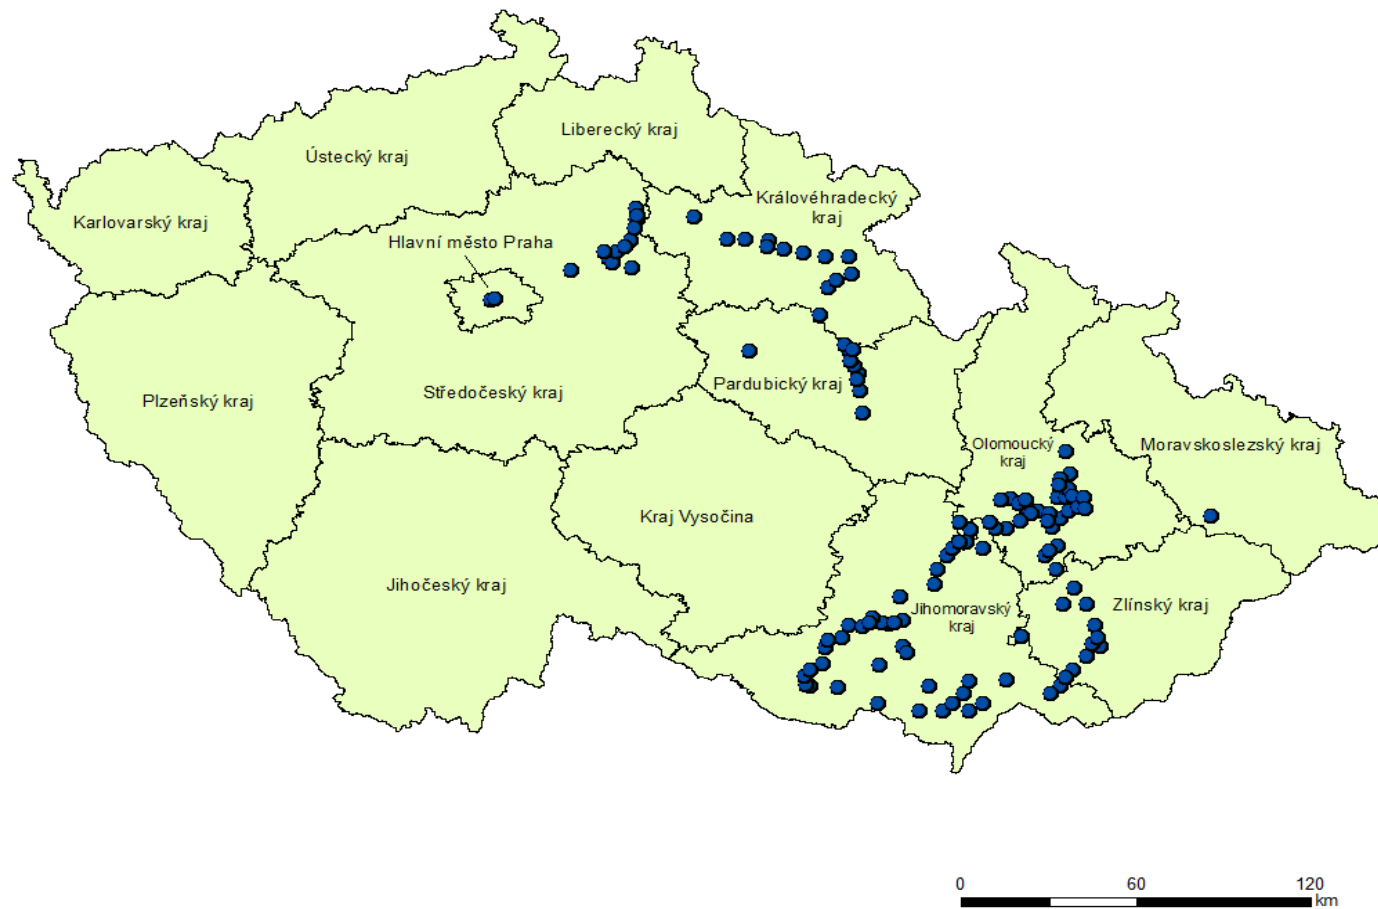 Liberecký kraj
Ústecký kraj
Královéhradecký
kraj
Karlovarský kraj
Hlavní město Praha
Pardubický kraj
Středočeský kraj
Plzeňský kraj
Olomoucký
kraj
Moravskoslezský kraj
Kraj Vysočina
Jihočeský kraj
Jihomoravský
kraj
Zlínský kraj
0 60 120
km